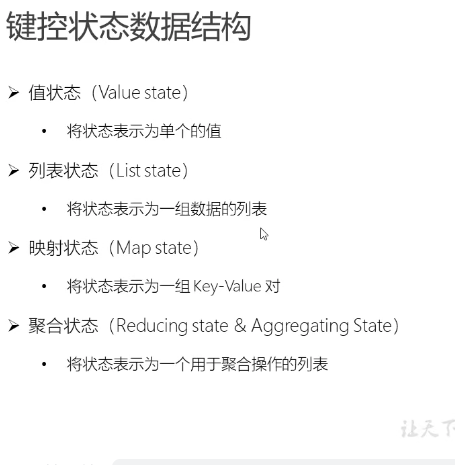 键控状态数据结构
➢ 值状态（Value state）
• 将状态表示为单个的值
➢ 列表状态（List state）
• 将状态表示为一组数据的列表
➢ 映射状态（Map state）
• 将状态表示为一组 Key-Value 对
➢ 聚合状态（Reducing state & Aggregating State）
• 将状态表示为一个用于聚合操作的列表
让天下